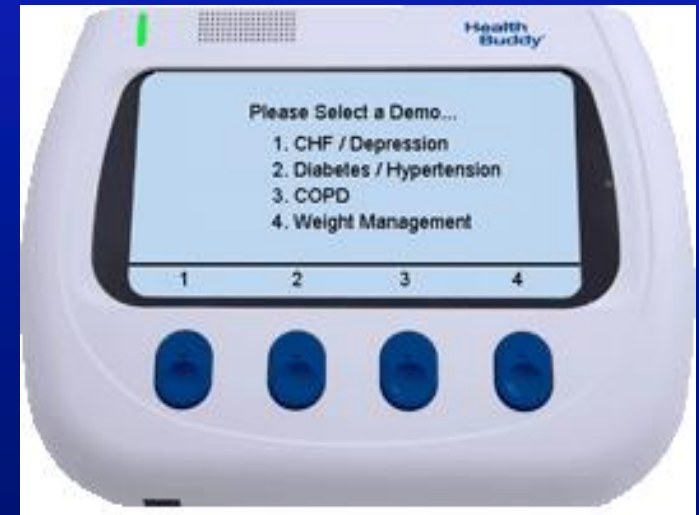 Health
Buddy
Please Select a Demo...
1. CHF / Depression
2. Diabetes / Hypertension
3. COPD
4. Weight Management
1 2 3 4